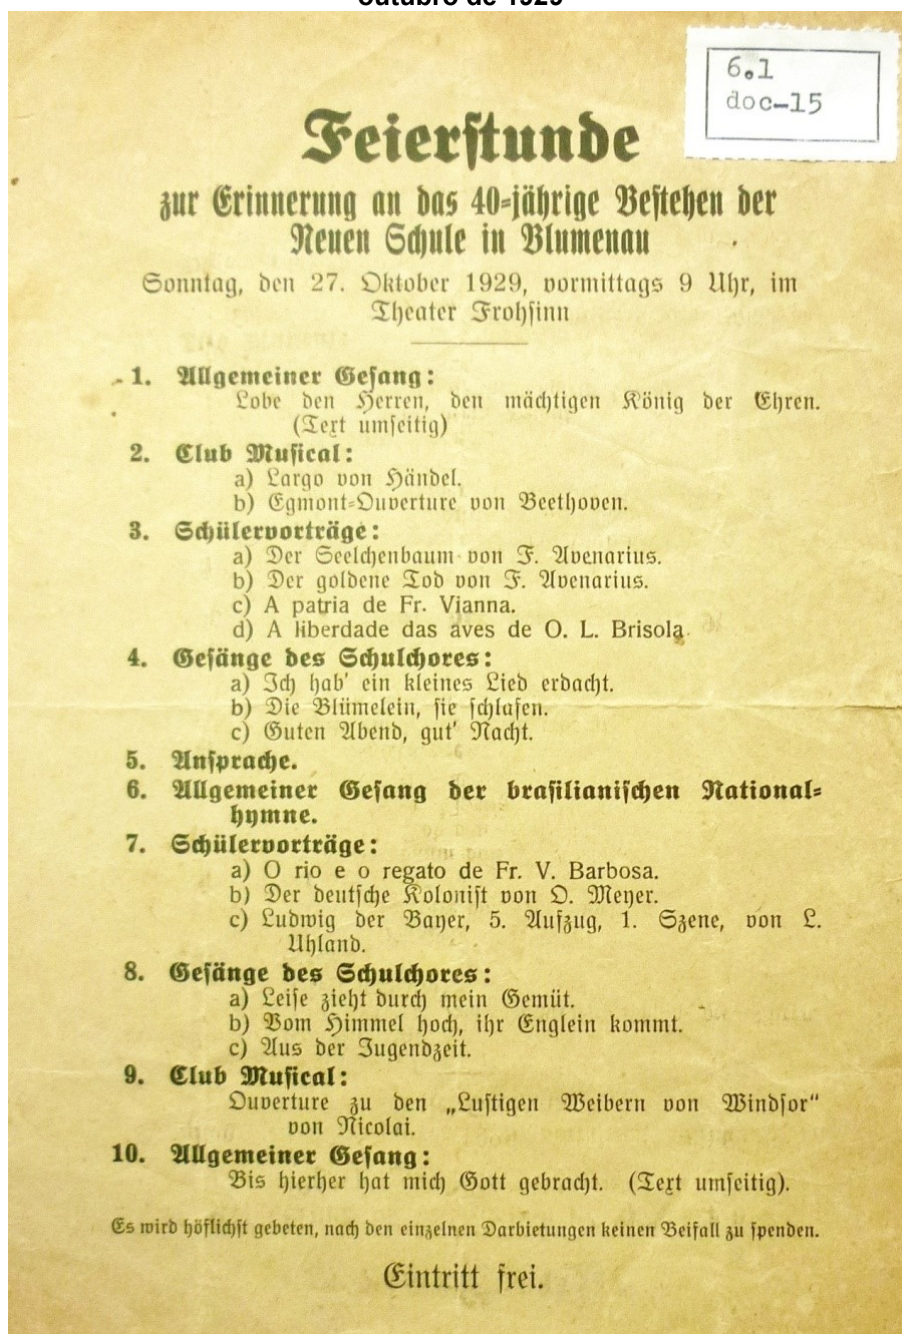 outubro de 1929
6.1
doc-15
Feierstunde
zur Erinnerung an das 40-jährige Bestehen der
Neuen Schule in Blumenau
Sonntag, den 27. Oktober 1929, vormittags 9 Uhr, im
Theater Frohsinn
1. Allgemeiner Gesang:
Lobe den Herren, den mächtigen König der Ehren.
(Text umseitig)
2. Club Musical:
a) Largo von Händel.
b) Egmont-Ouverture von Beethoven.
3. Schülervorträge:
a) Der Seelchenbaum von F. Avenarius.
b) Der goldene Tod von F. Avenarius.
c) A patria de Fr. Vianna.
d) A liberdade das aves de O. L. Brisola
4. Gesänge des Schulchores:
a) Ich hab' ein kleines Lied erdacht.
b) Die Blümelein, sie schlafen.
c) Guten Abend, gut' Nacht.
5. Ansprache.
6. Allgemeiner Gesang der brasilianischen National-
hymne.
7. Schülervorträge:
a) O rio e o regato de Fr. V. Barbosa.
b) Der deutsche Kolonist von O. Meyer.
c) Ludwig der Bayer, 5. Aufzug, 1. Szene, von L.
Uhland.
8. Gesänge des Schulchores:
a) Leise zieht durch mein Gemüt.
b) Vom Himmel hoch, ihr Englein kommt.
c) Aus der Jugendzeit.
9. Club Musical:
Ouverture zu den „Lustigen Weibern von Windsor“
von Nicolai.
10. Allgemeiner Gesang:
Bis hierher hat mich Gott gebracht. (Text umseitig).
Es wird höflichst gebeten, nach den einzelnen Darbietungen keinen Beifall zu spenden.
Eintritt frei.